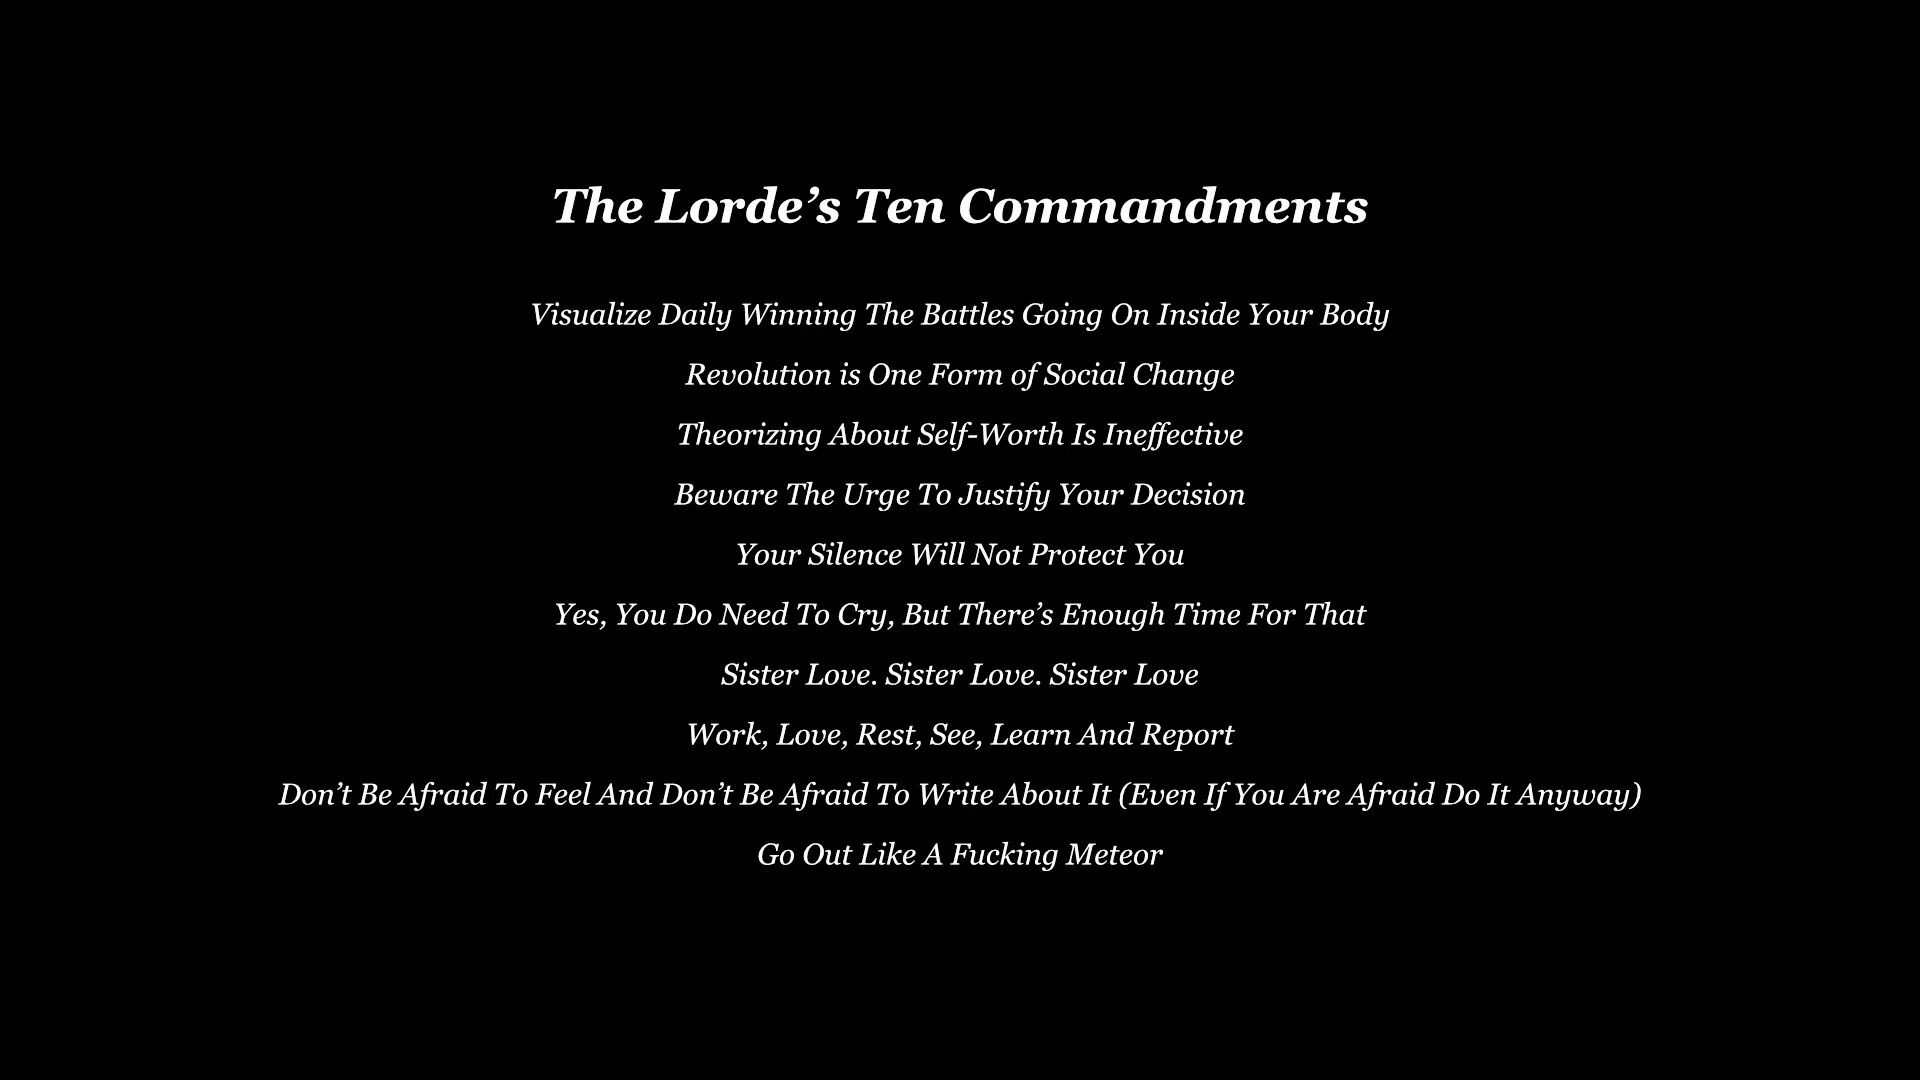 The Lorde’s Ten Commandments
Visualize Daily Winning The Battles Going On Inside Your Body
Revolution is One Form of Social Change
Theorizing About Self-Worth Is Ineffective
Beware The Urge To Justify Your Decision
Your Silence Will Not Protect You
Yes, You Do Need To Cry, But There’s Enough Time For That
Sister Love. Sister Love. Sister Love
Work, Love, Rest, See, Learn And Report
Don’t Be Afraid To Feel And Don’t Be Afraid To Write About It (Even If You Are Afraid Do It Anyway)
Go Out Like A Fucking Meteor